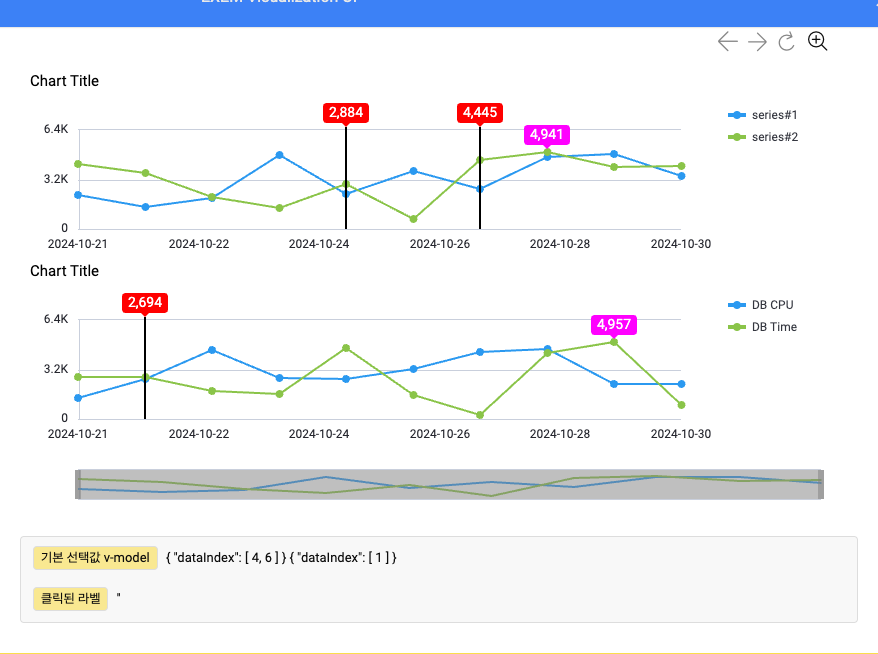 Chart Title
2,884
4,445
4,941
series#1
series#2
6.4K
3.2K
0
2024-10-21
2024-10-22
2024-10-24
2024-10-26
2024-10-28
2024-10-30
Chart Title
2,694
4,957
DB CPU
DB Time
6.4K
3.2K
0
2024-10-21
2024-10-22
2024-10-24
2024-10-26
2024-10-28
2024-10-30
기본 선택값 v-model { "dataIndex": [ 4, 6 ] } { "dataIndex": [ 1 ] }
클릭된 라벨 "